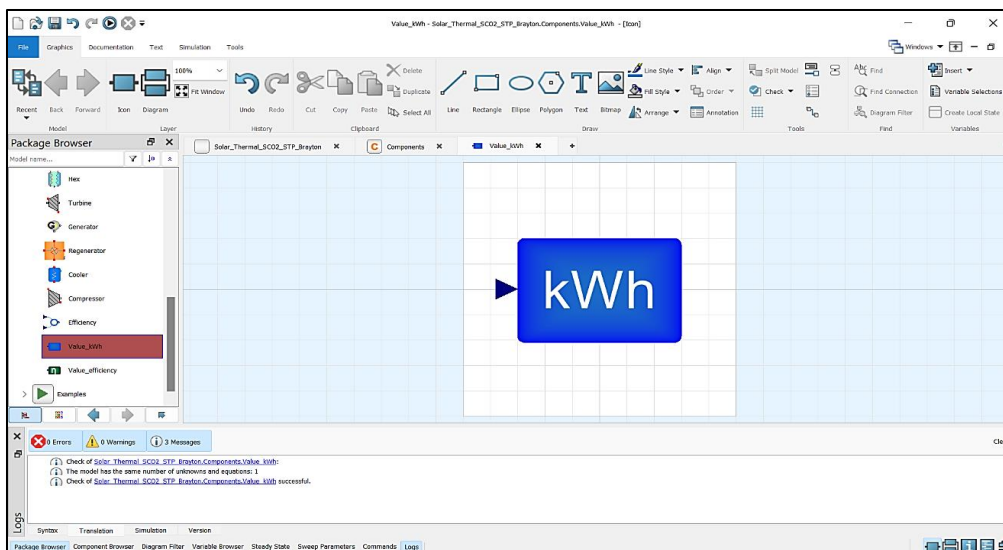 Value_kWh - Solar_Thermal_SCO2_STP_Brayton.Components.Value_kWh - [Icon]
File Graphics Documentation Text Simulation Tools Windows
Recent Back Forward Icon Diagram 100% Fit Window Undo Redo Cut Copy Paste Delete Duplicate Select All Line Rectangle Ellipse Polygon Text Bitmap Line Style Fill Style Arrange Align Order Annotation Split Model Check Find Find Connection Diagram Filter Insert Variable Selections Create Local State
Model Layer History Clipboard Draw Tools Find Variables
Package Browser
Solar_Thermal_SCO2_STP_Brayton Components Value_kWh
Model name...
Hex
Turbine
Generator
Regenerator
Cooler
Compressor
Efficiency
Value_kWh
Value_efficiency
Examples
kWh
0 Errors 0 Warnings 3 Messages Cle
Check of Solar_Thermal_SCO2_STP_Brayton.Components.Value_kWh:
The model has the same number of unknowns and equations: 1
Check of Solar_Thermal_SCO2_STP_Brayton.Components.Value_kWh successful.
Logs
Syntax Translation Simulation Version
Package Browser Component Browser Diagram Filter Variable Browser Steady State Sweep Parameters Commands Logs